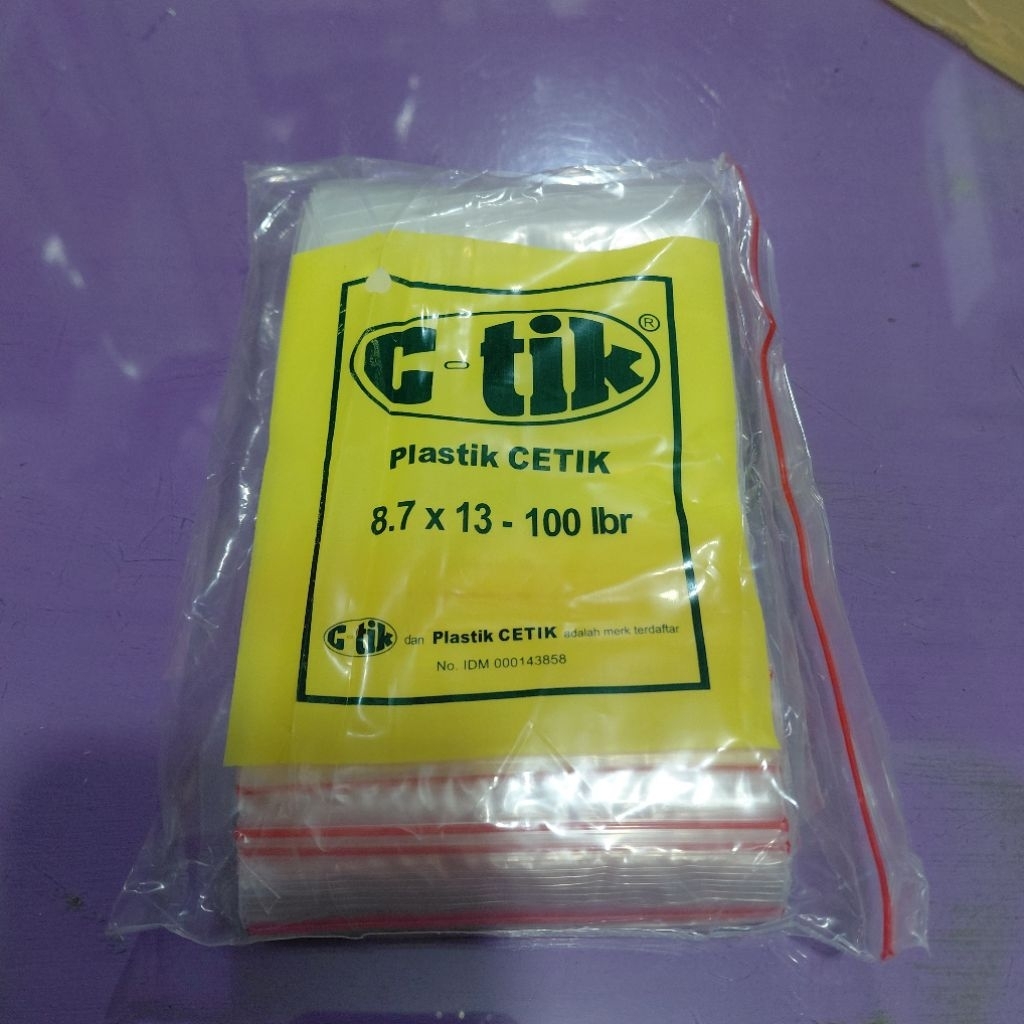 C-tik ®
Plastik CETIK
8.7 x 13 - 100 lbr
C-tik dan Plastik CETIK adalah merk terdaftar
No. IDM 000143858